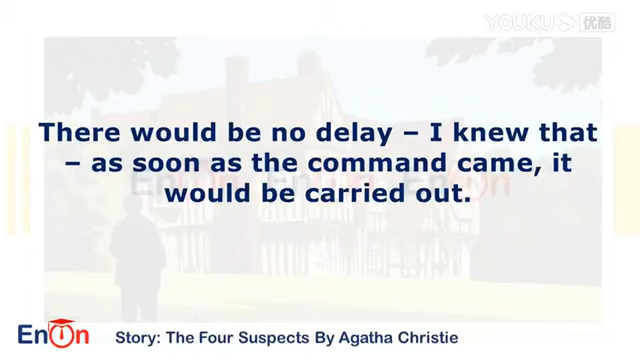 YOUKU 优酷
There would be no delay – I knew that
– as soon as the command came, it
would be carried out.
EnOn
Story: The Four Suspects By Agatha Christie